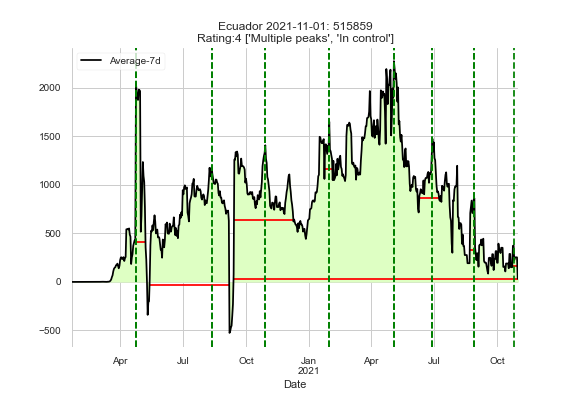 Ecuador 2021-11-01: 515859
Rating:4 ['Multiple peaks', 'In control']
Average-7d
2000
1500
1000
500
0
−500
Apr
Jul
Oct
Jan
2021
Apr
Jul
Oct
Date